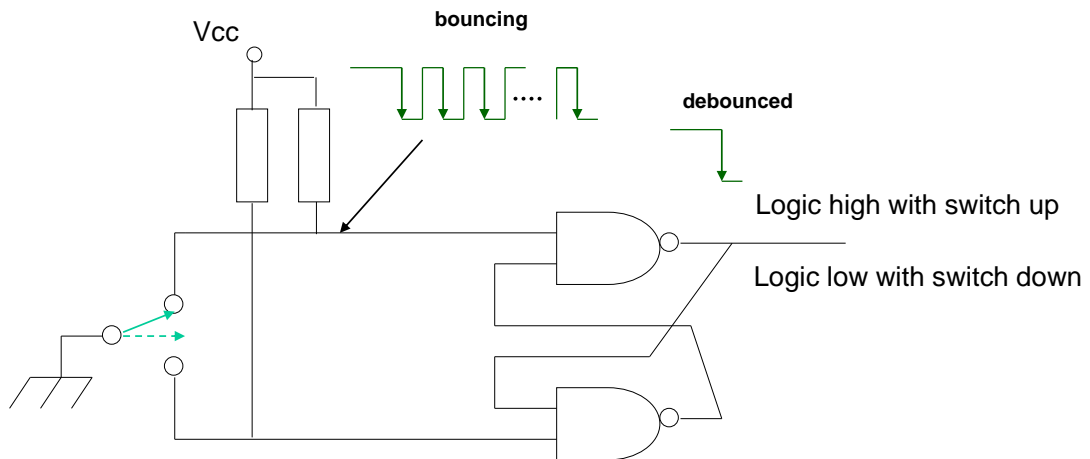 bouncing
Vcc
....
debounced
Logic high with switch up
Logic low with switch down